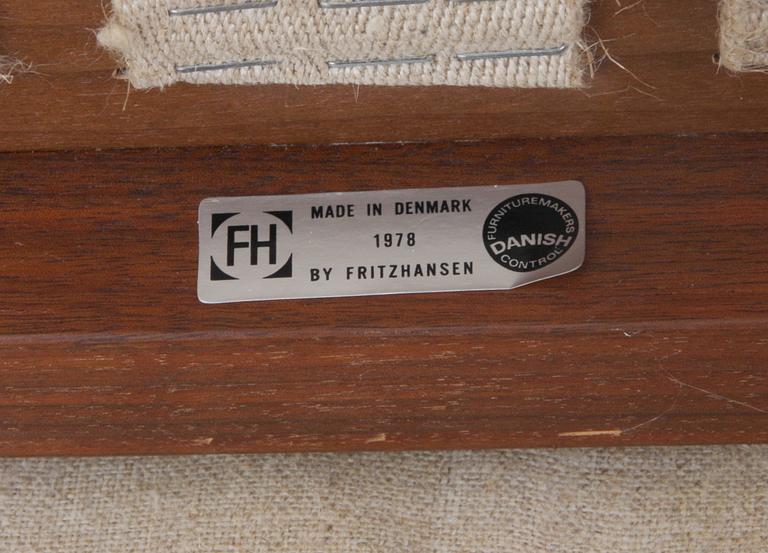 FH
MADE IN DENMARK
1978
BY FRITZHANSEN
FURNITUREMAKERS
DANISH
CONTROL